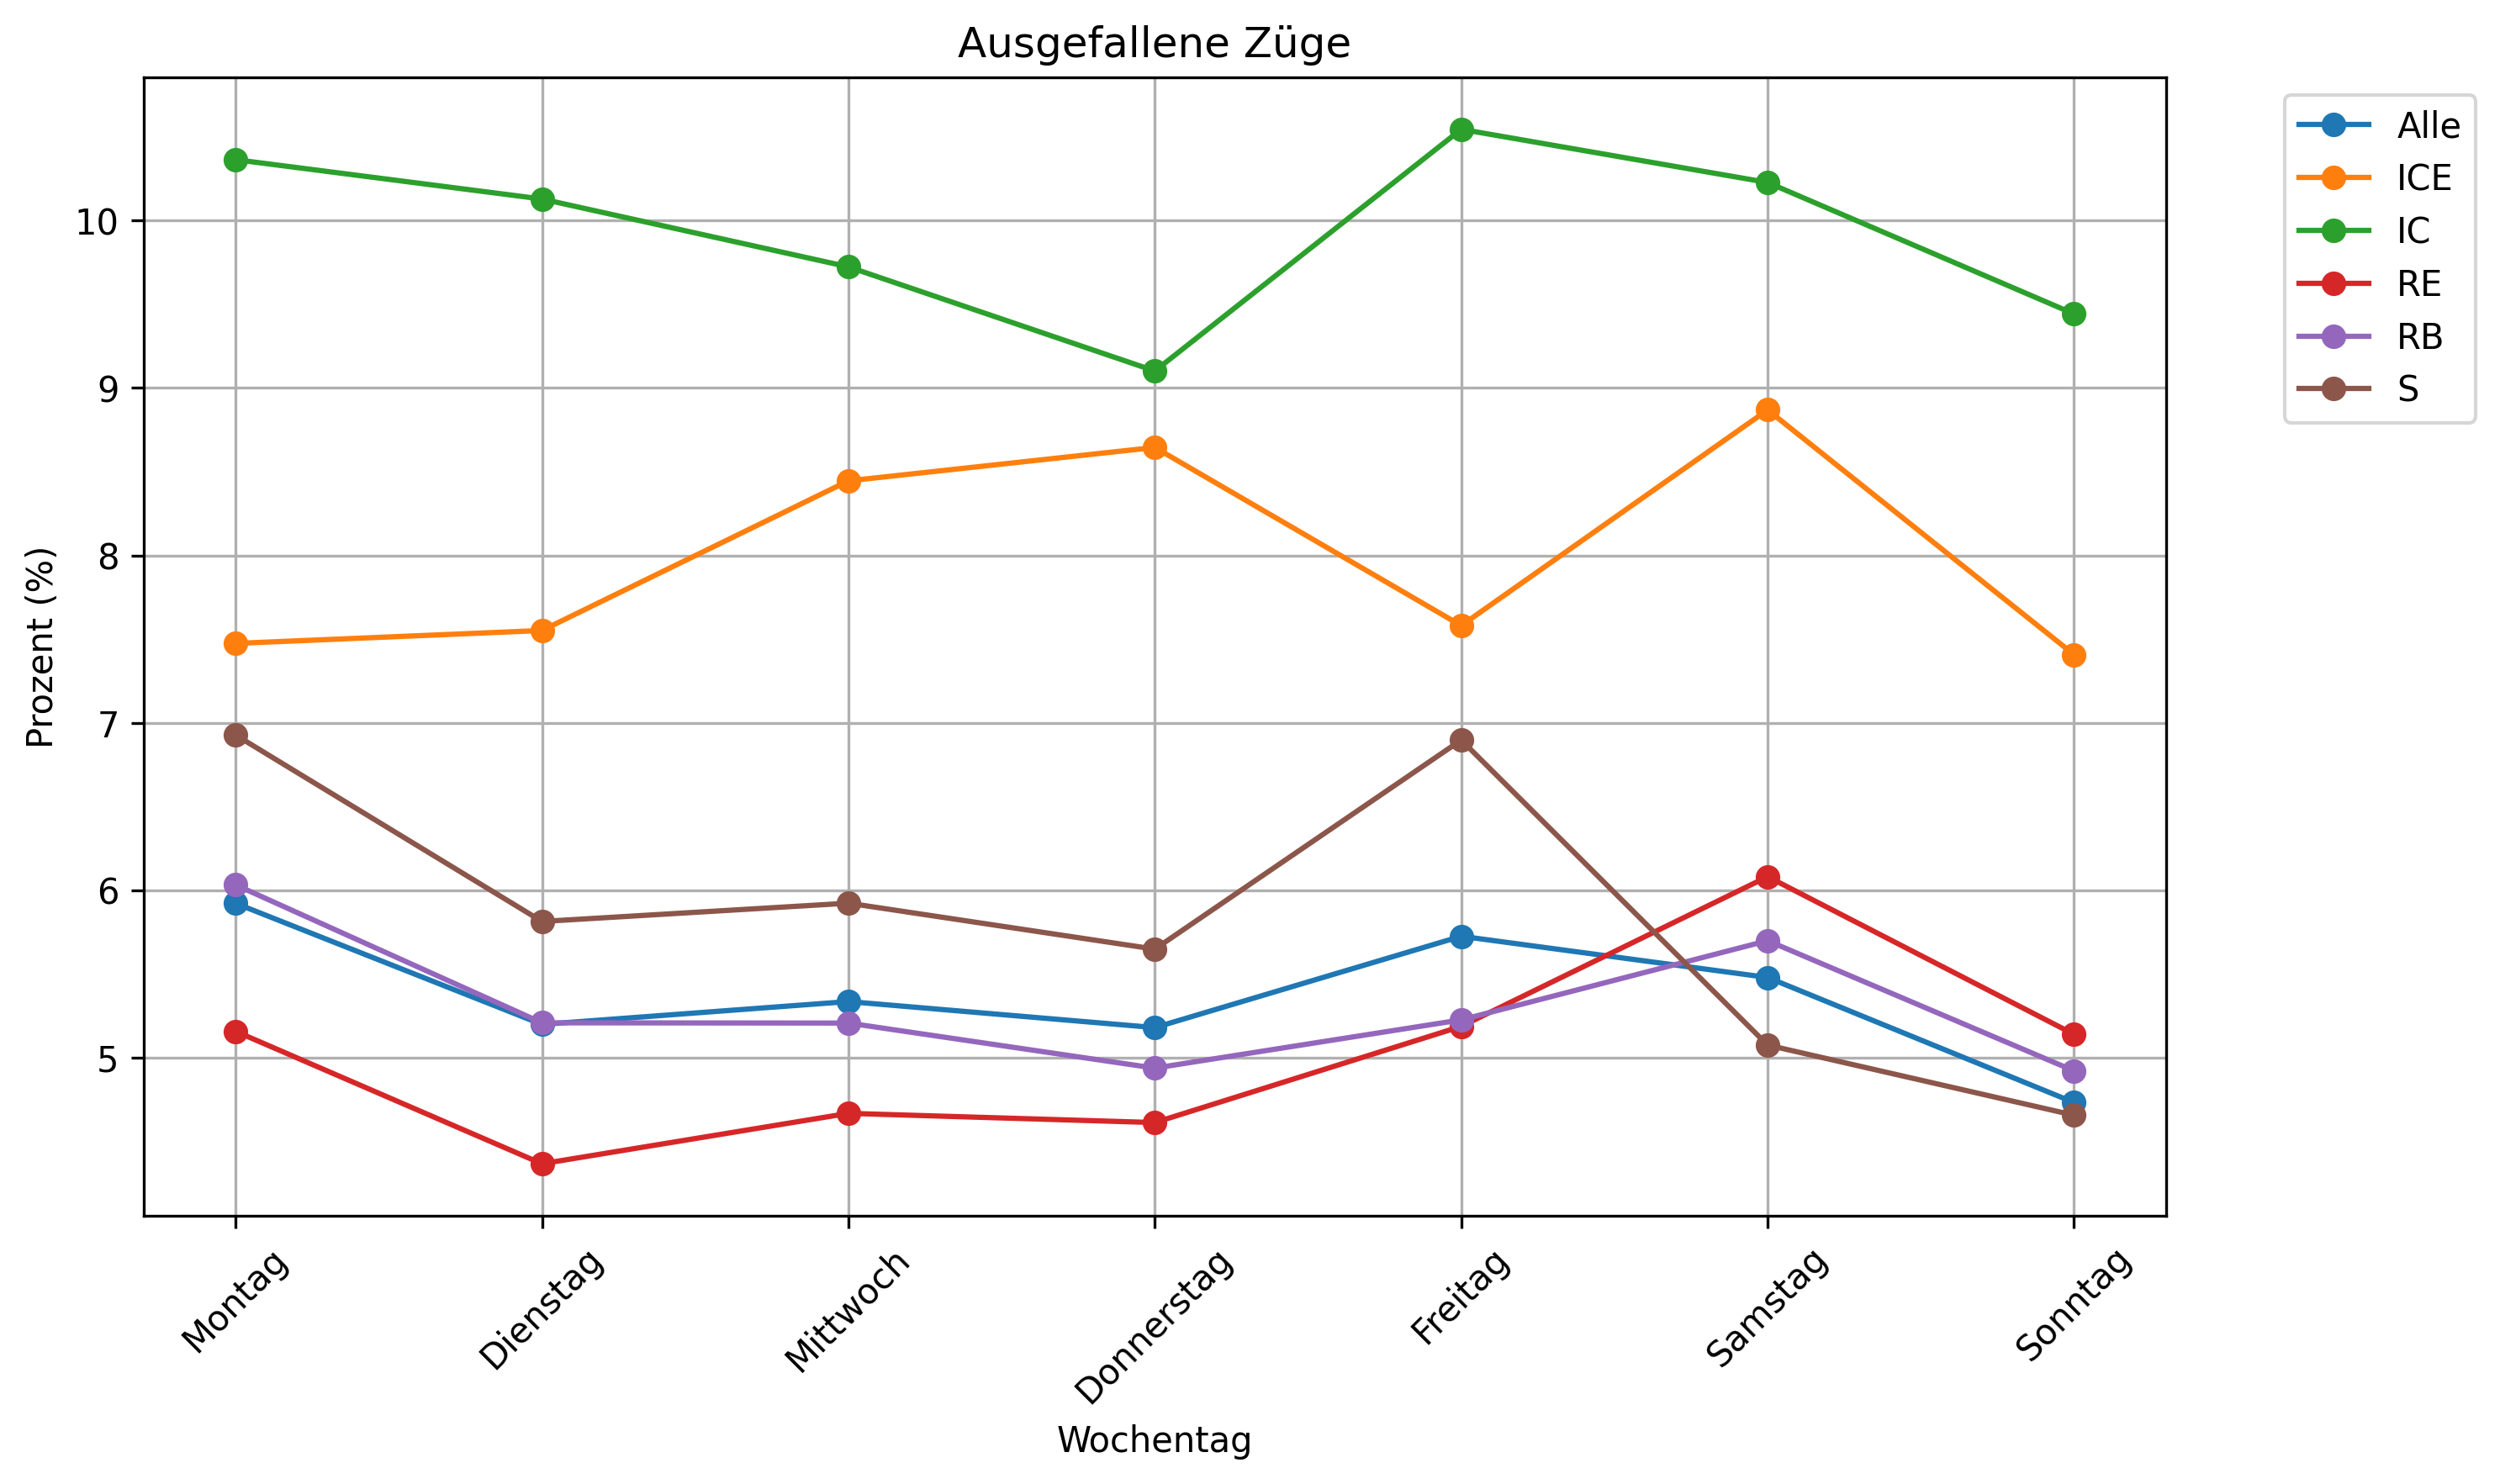 Ausgefallene Züge
Alle
ICE
IC
RE
RB
S
10
9
8
7
6
5
Prozent (%)
Montag
Dienstag
Mittwoch
Donnerstag
Freitag
Samstag
Sonntag
Wochentag